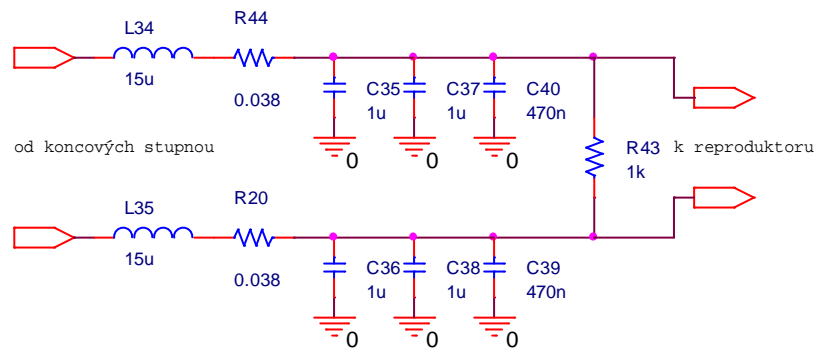 L34
R44
15u
0.038
C35
1u
C37
1u
C40
470n
0
0
0
od koncových stupnou
R43
1k
k reproduktoru
L35
R20
15u
0.038
C36
1u
C38
1u
C39
470n
0
0
0